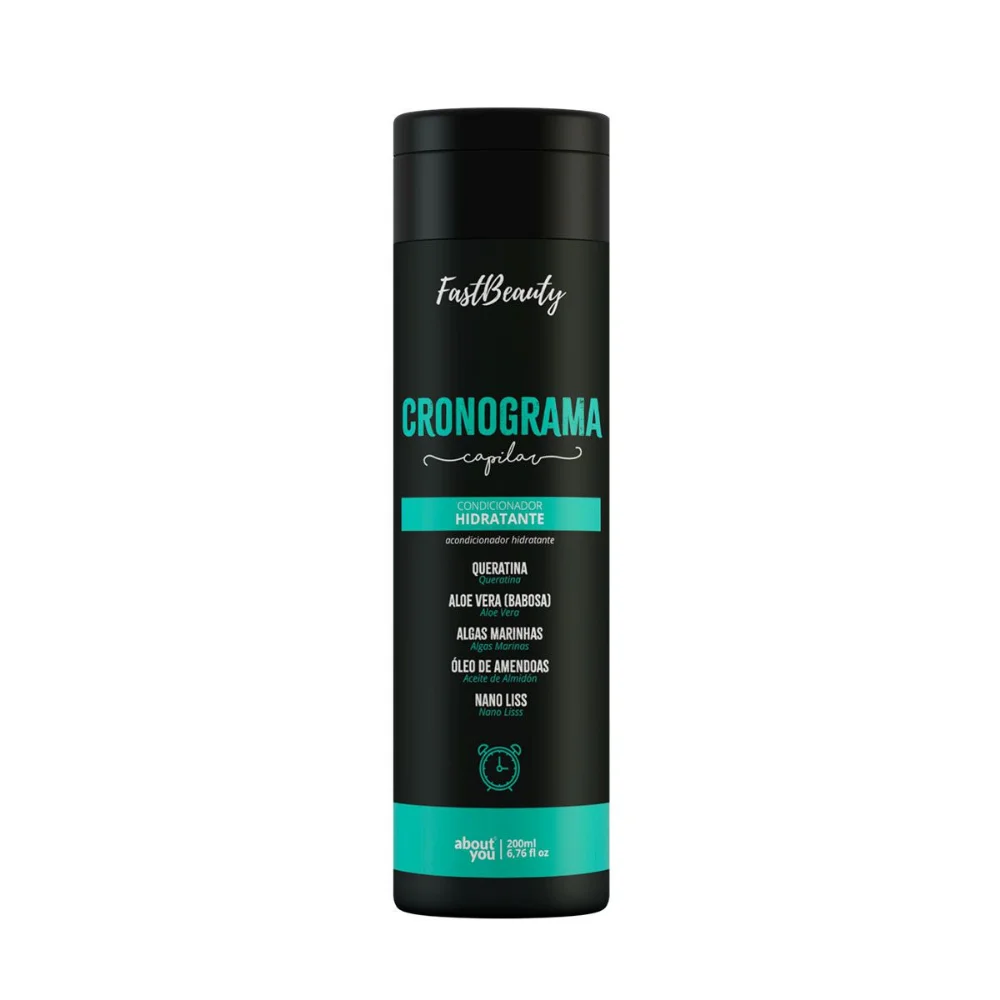 FastBeauty
CRONOGRAMA
capilar
CONDICIONADOR
HIDRATANTE
acondicionador hidratante
QUERATINA
Queratina
ALOE VERA (BABOSA)
Aloe Vera
ALGAS MARINHAS
Algas Marinas
ÓLEO DE AMENDOAS
Aceite de Almidón
NANO LISS
Nano Lisss
about you® | 200ml
6,76 fl oz